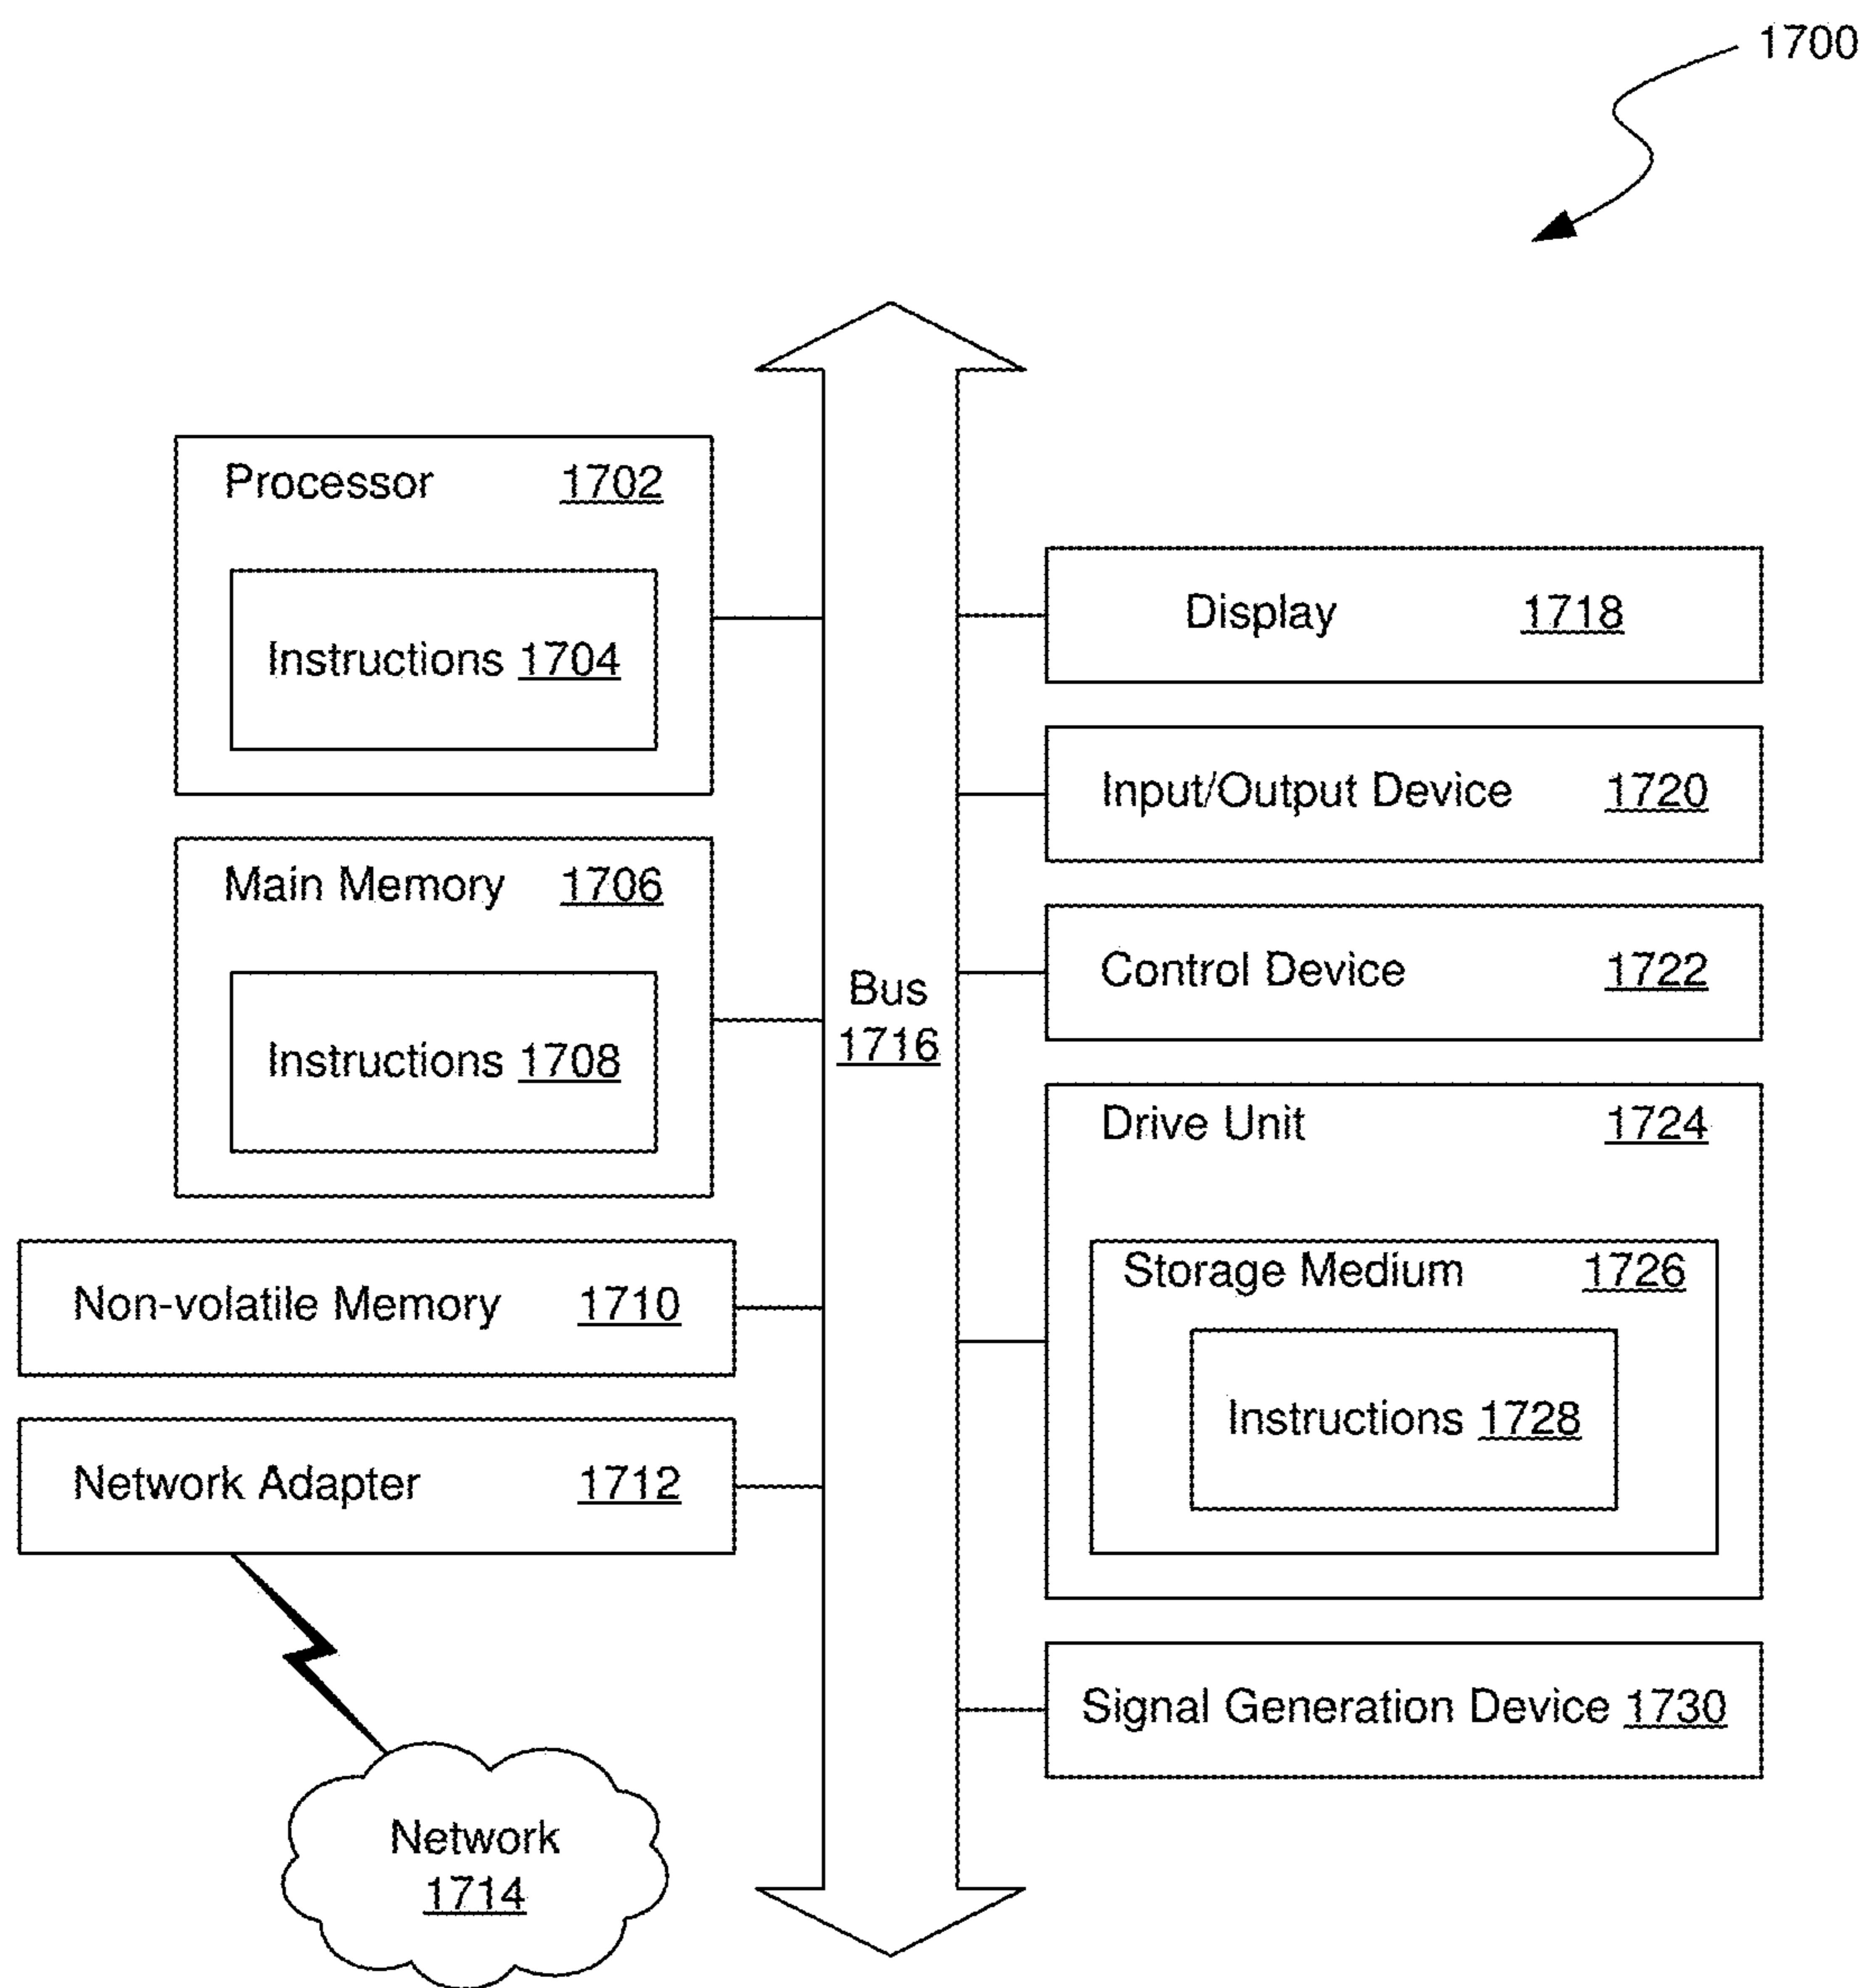 1700
Processor 1702
Instructions 1704
Main Memory 1706
Instructions 1708
Non-volatile Memory 1710
Network Adapter 1712
Network
1714
Bus
1716
Display 1718
Input/Output Device 1720
Control Device 1722
Drive Unit 1724
Storage Medium 1726
Instructions 1728
Signal Generation Device 1730